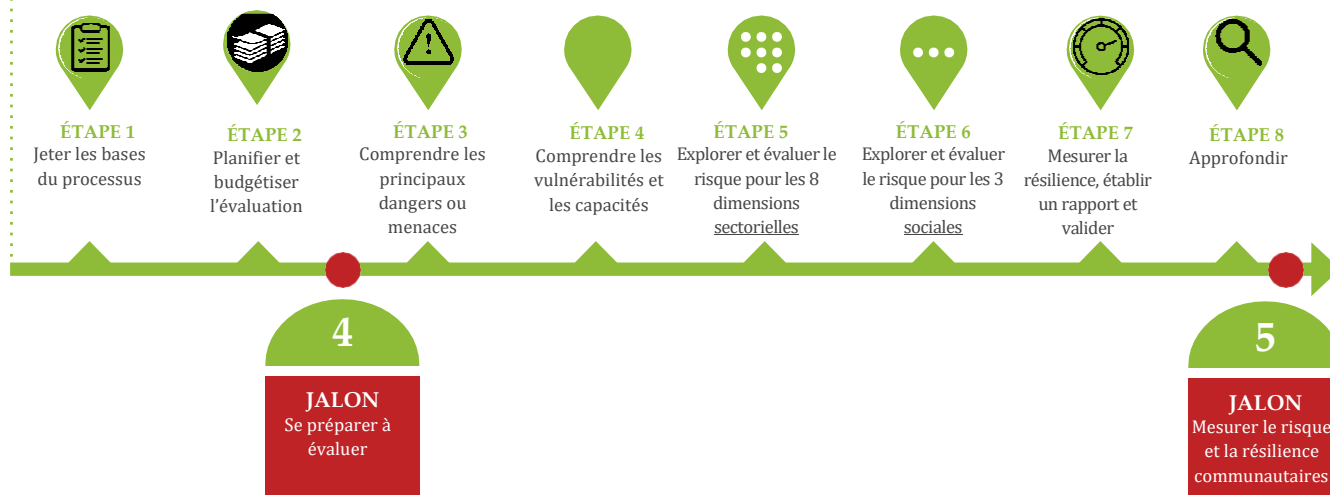 ÉTAPE 1
Jeter les bases
du processus
ÉTAPE 2
Planifier et
budgétiser
l’évaluation
ÉTAPE 3
Comprendre les
principaux
dangers ou
menaces
ÉTAPE 4
Comprendre les
vulnérabilités et
les capacités
ÉTAPE 5
Explorer et évaluer le
risque pour les 8
dimensions
sectorielles
ÉTAPE 6
Explorer et évaluer
le risque pour les 3
dimensions
sociales
ÉTAPE 7
Mesurer la
résilience, établir
un rapport et
valider
ÉTAPE 8
Approfondir
4
JALON
Se préparer à
évaluer
5
JALON
Mesurer le risque
et la résilience
communautaires